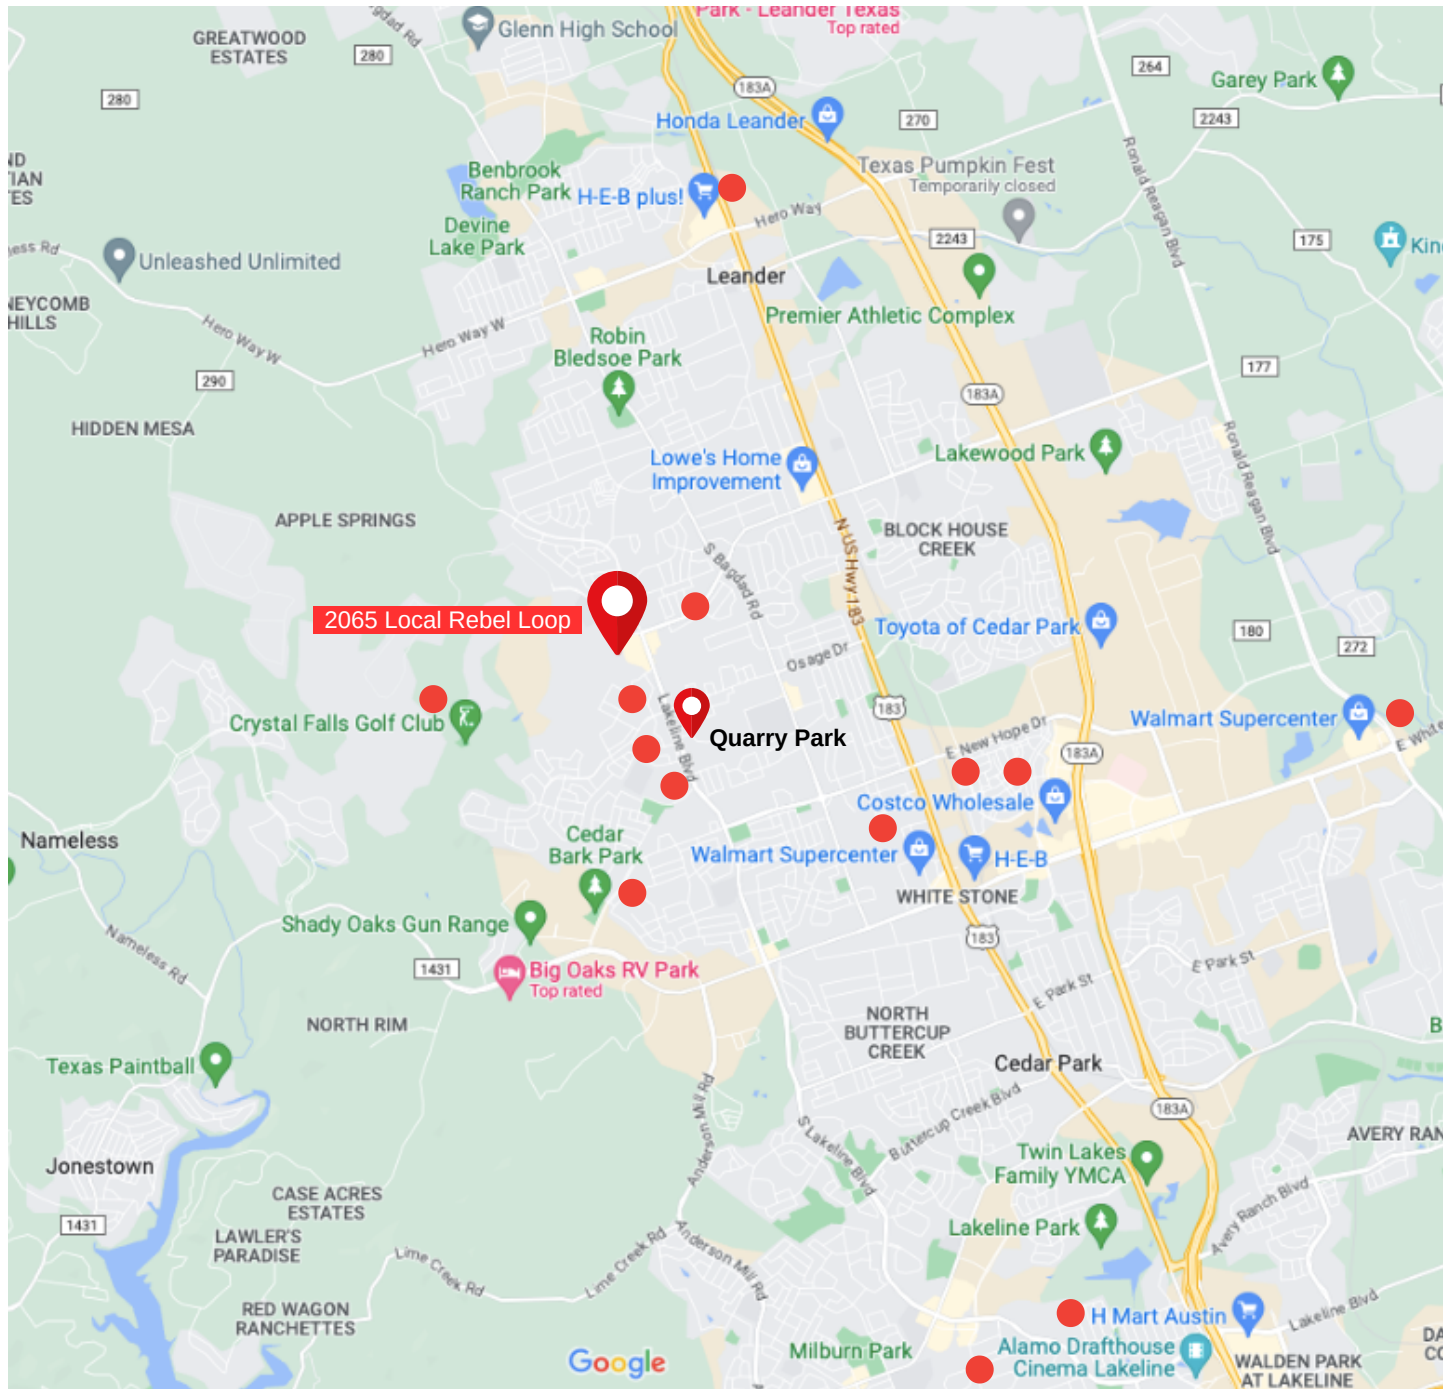 Park - Leander Texas
Top rated
Glenn High School
GREATWOOD
ESTATES
280
264
Garey Park
183A
280
Honda Leander
270
2243
Texas Pumpkin Fest
Temporarily closed
Benbrook
Ranch Park
H-E-B plus!
Hero Way
Ronald Reagan Blvd
Devine
Lake Park
2243
175
Unleashed Unlimited
Leander
HILLS
Premier Athletic Complex
Hero Way W
Hero Way W
Robin
Bledsoe Park
177
290
183A
HIDDEN MESA
Lakewood Park
Lowe's Home
Improvement
Ronald Reagan Blvd
APPLE SPRINGS
BLOCK HOUSE
CREEK
N US Hwy 183
S Bagdad Rd
2065 Local Rebel Loop
Toyota of Cedar Park
180
272
Osage Dr
183
Crystal Falls Golf Club
Lakeline Blvd
Quarry Park
E New Hope Dr
183A
Walmart Supercenter
Costco Wholesale
Nameless
Cedar
Bark Park
Walmart Supercenter
H-E-B
WHITE STONE
Shady Oaks Gun Range
183
Nameless Rd
1431
Big Oaks RV Park
Top rated
E Park St
E Park St
NORTH RIM
NORTH
BUTTERCUP
CREEK
Texas Paintball
Cedar Park
Anderson Mill Rd
183A
Buttercup Creek Blvd
S Lakeline Blvd
Jonestown
AVERY RAN
Twin Lakes
Family YMCA
CASE ACRES
ESTATES
1431
Avery Ranch Blvd
Lakeline Park
LAWLER'S
PARADISE
Lime Creek Rd
Lime Creek Rd
Anderson Mill Rd
RED WAGON
RANCHETTES
H Mart Austin
Lakeline Blvd
Milburn Park
Alamo Drafthouse
Cinema Lakeline
Google
WALDEN PARK
AT LAKELINE